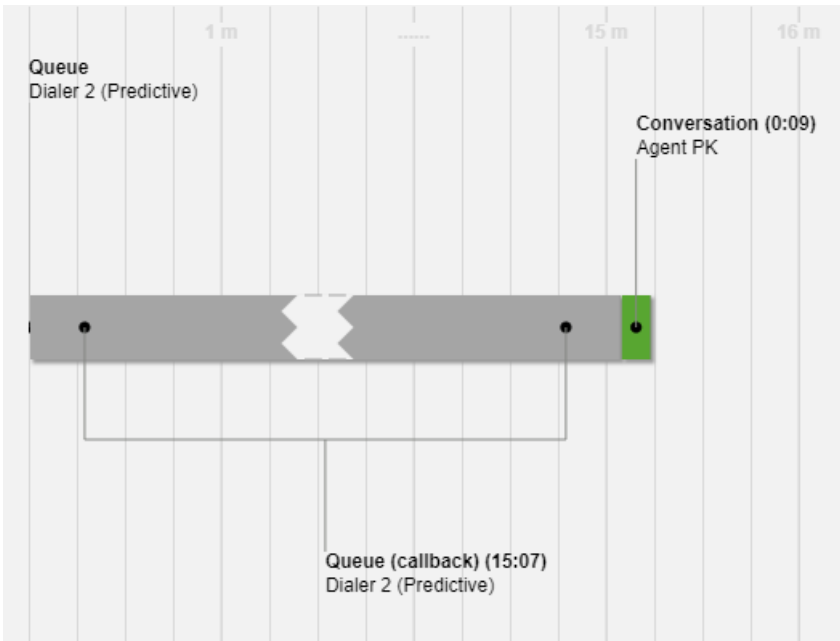 1 m
......
15 m
16 m
Queue
Dialer 2 (Predictive)
Conversation (0:09)
Agent PK
Queue (callback) (15:07)
Dialer 2 (Predictive)